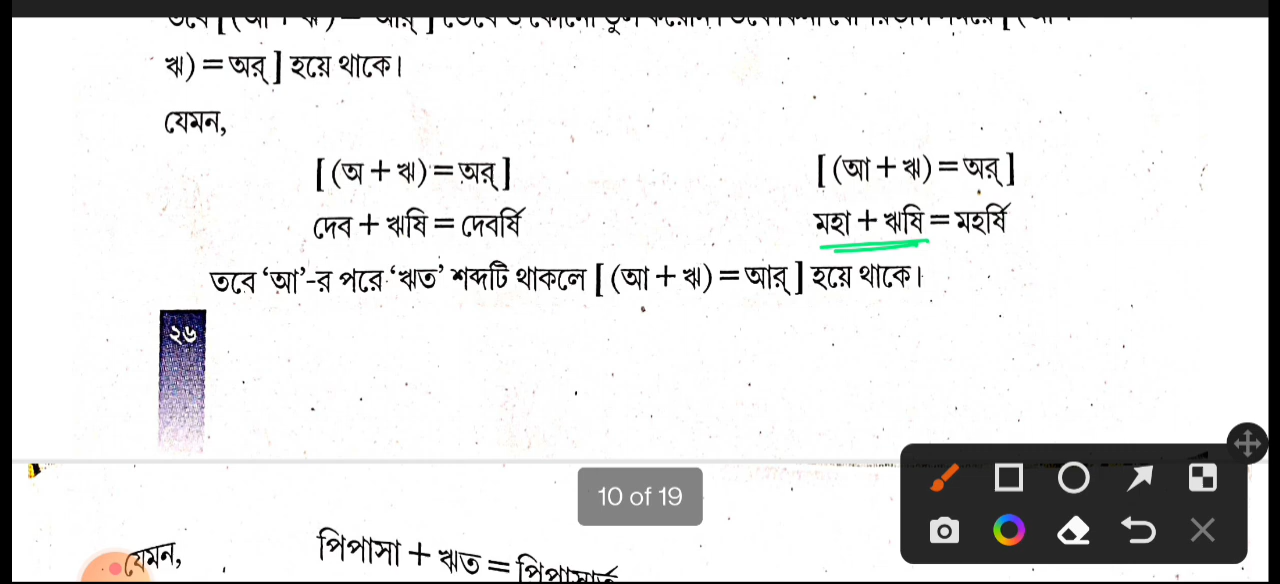 ঋ) = অর্ ] হয়ে থাকে।
যেমন,
[ (অ + ঋ) = অর্ ] [ (আ + ঋ) = অর্ ]
দেব + ঋষি = দেবর্ষি মহা + ঋষি = মহর্ষি
তবে ‘আ’-র পরে ‘ঋত’ শব্দটি থাকলে [ (আ + ঋ) = আর্ ] হয়ে থাকে।
২৬
10 of 19
যেমন, পিপাসা + ঋত = পিপাসার্ত